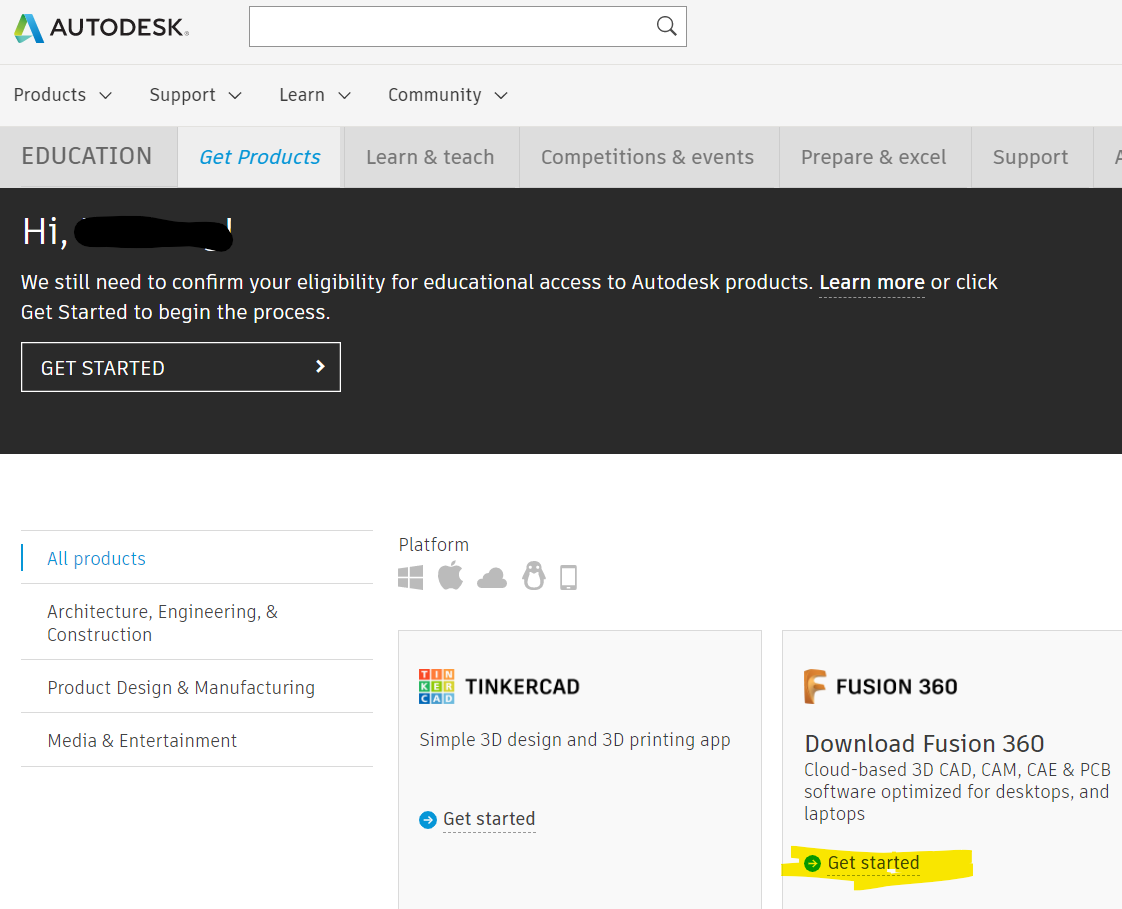 AUTODESK
Products Support Learn Community
EDUCATION Get Products Learn & teach Competitions & events Prepare & excel Support
Hi,
We still need to confirm your eligibility for educational access to Autodesk products. Learn more or click
Get Started to begin the process.
GET STARTED
All products
Architecture, Engineering, &
Construction
Product Design & Manufacturing
Media & Entertainment
Platform
TIN
KER
CAD
TINKERCAD
Simple 3D design and 3D printing app
Get started
FUSION 360
Download Fusion 360
Cloud-based 3D CAD, CAM, CAE & PCB
software optimized for desktops, and
laptops
Get started